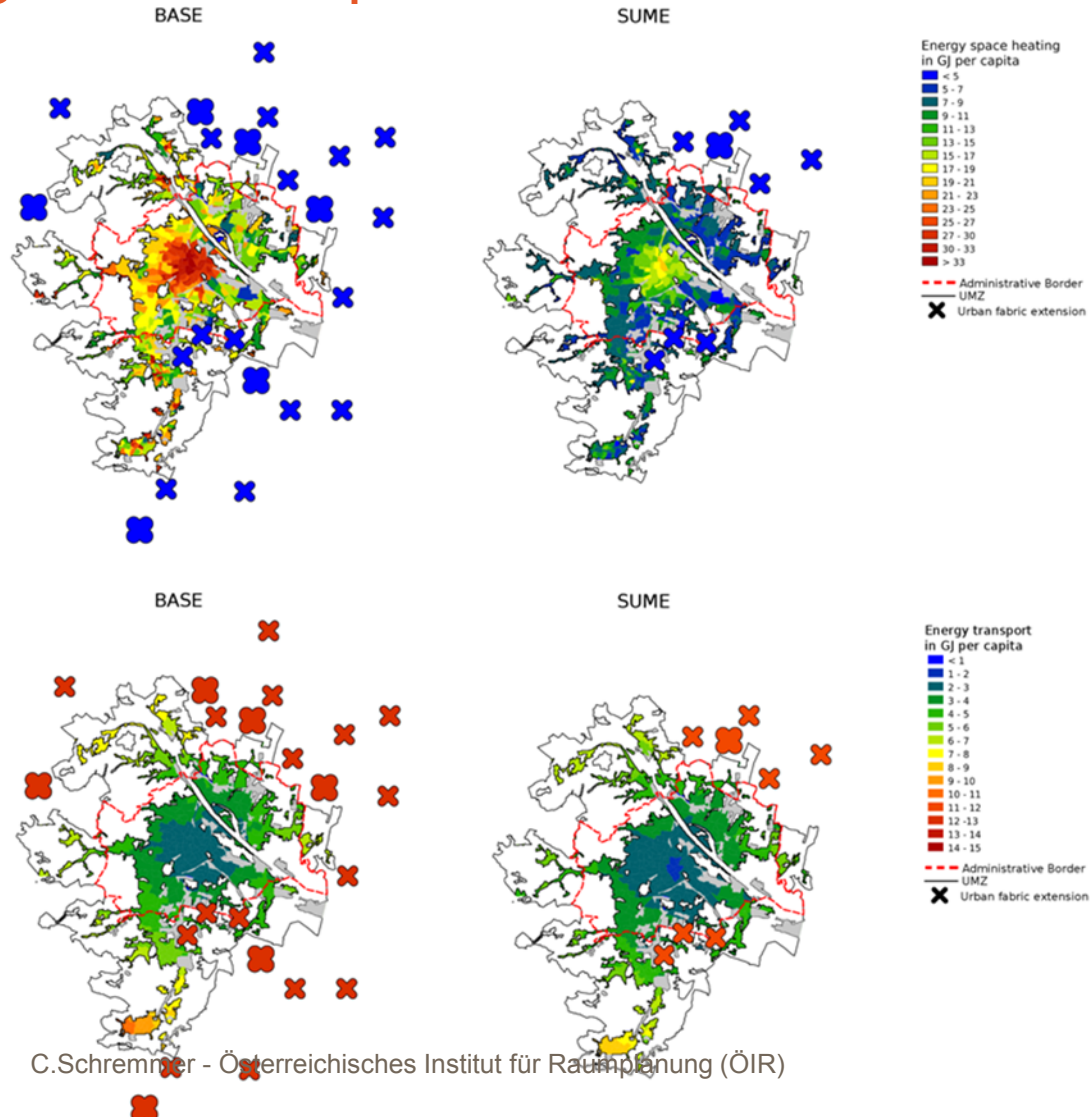 BASE
SUME
Energy space heating
in GJ per capita
< 5
5 - 7
7 - 9
9 - 11
11 - 13
13 - 15
15 - 17
17 - 19
19 - 21
21 - 23
23 - 25
25 - 27
27 - 30
30 - 33
> 33
Administrative Border
UMZ
Urban fabric extension
BASE
SUME
Energy transport
in GJ per capita
< 1
1 - 2
2 - 3
3 - 4
4 - 5
5 - 6
6 - 7
7 - 8
8 - 9
9 - 10
10 - 11
11 - 12
12 -13
13 - 14
14 - 15
Administrative Border
UMZ
Urban fabric extension
C.Schremmer - Österreichisches Institut für Raumplanung (ÖIR)